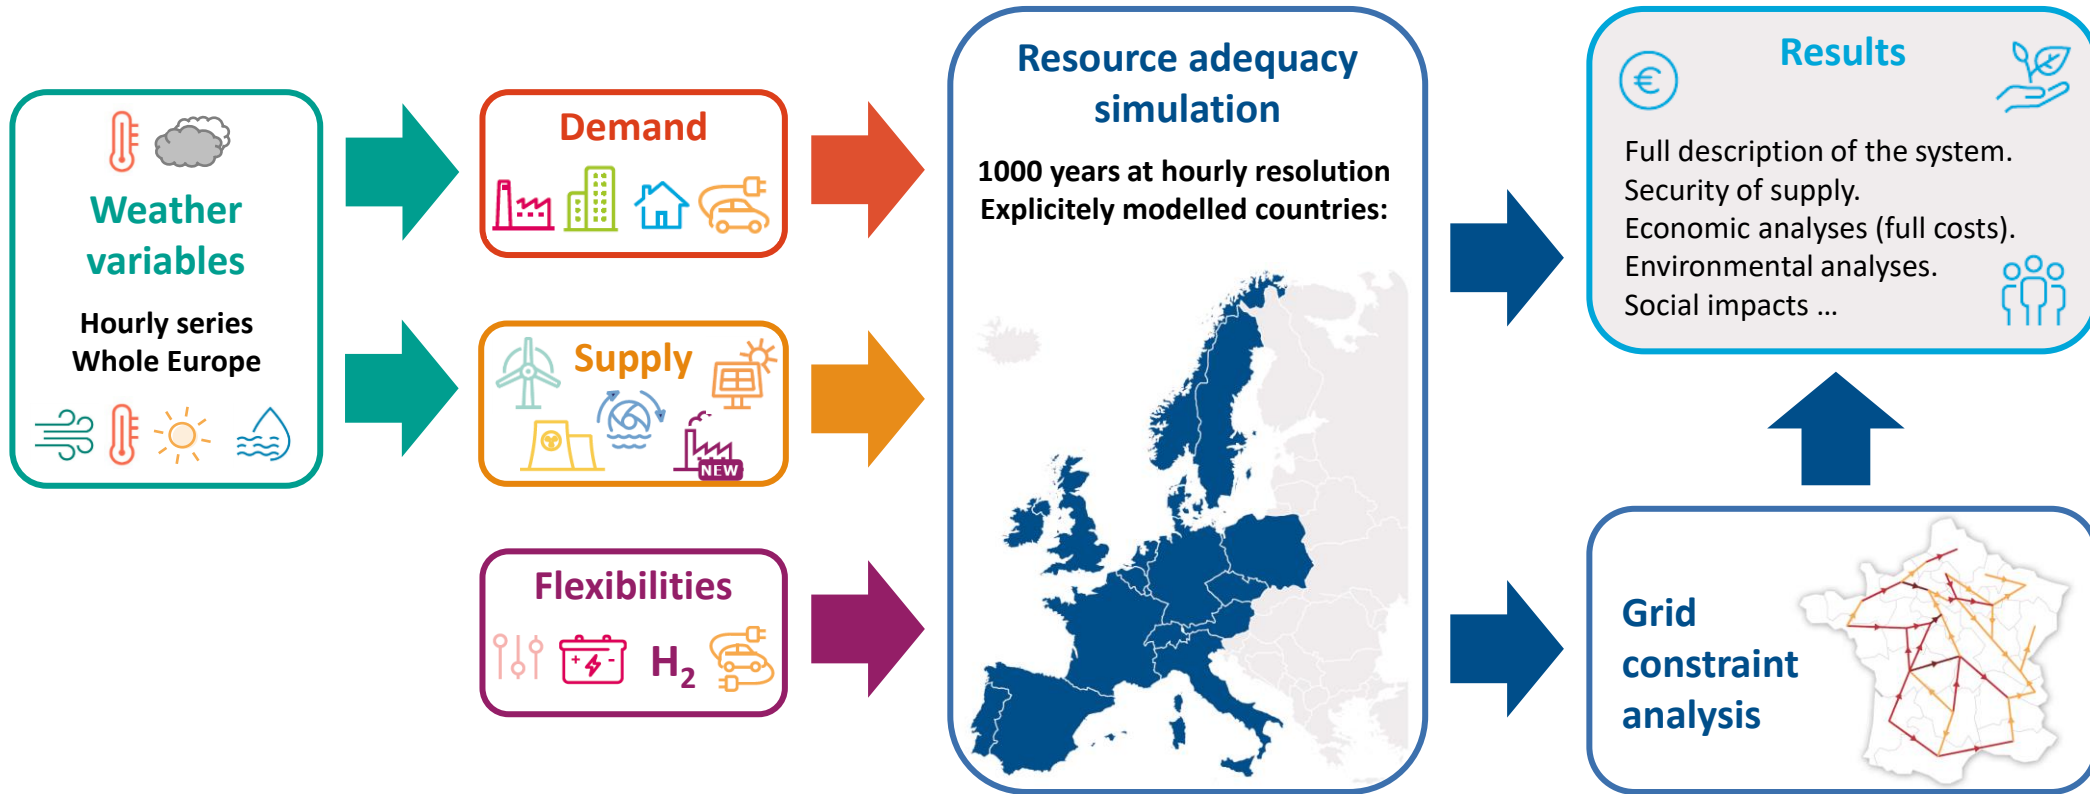 Weather
variables
Hourly series
Whole Europe
Demand
Supply
NEW
Flexibilities
+ -
H₂
Resource adequacy
simulation
1000 years at hourly resolution
Explicitely modelled countries:
Results
€
Full description of the system.
Security of supply.
Economic analyses (full costs).
Environmental analyses.
Social impacts ...
Grid
constraint
analysis